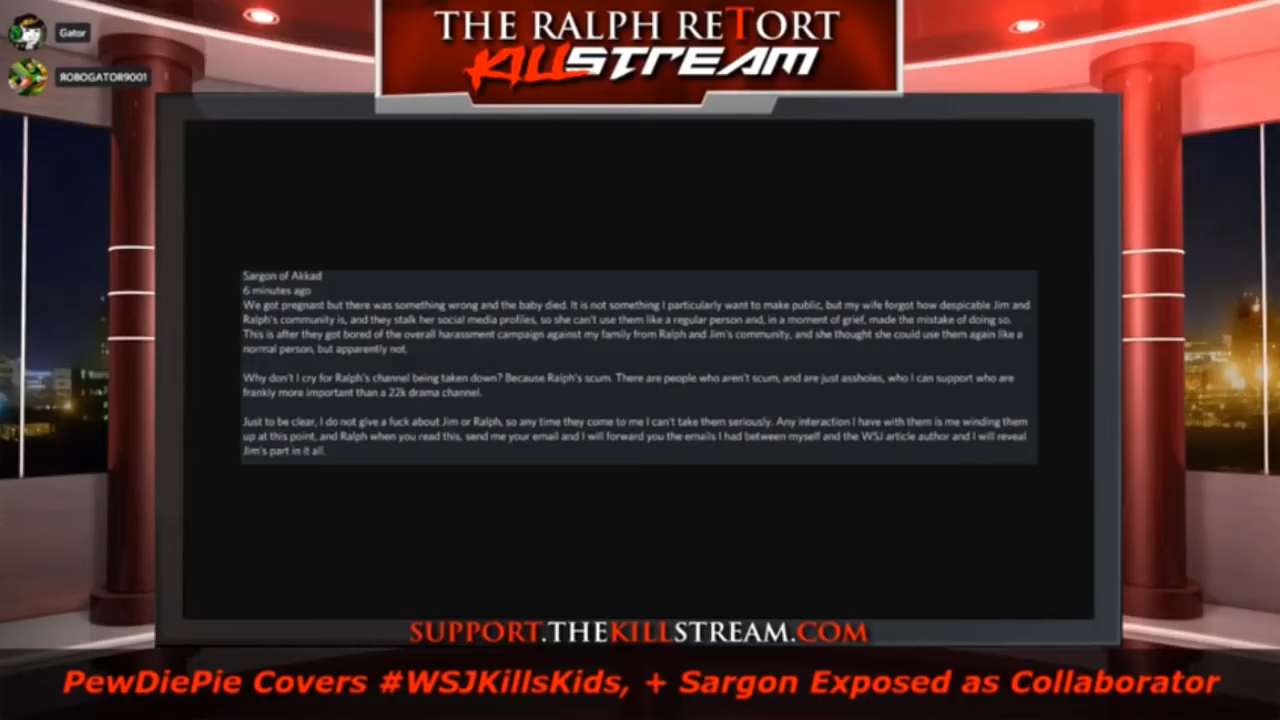 Gator
ROBOGATOR9001
THE RALPH RETORT
KILLSTREAM
Sargon of Akkad
6 minutes ago
We got pregnant but there was something wrong and the baby died. It is not something I particularly want to make public, but my wife forgot how despicable Jim and
Ralph's community is, and they stalk her social media profiles, so she can't use them like a regular person and, in a moment of grief, made the mistake of doing so.
This is after they got bored of the overall harassment campaign against my family from Ralph and Jim's community, and she thought she could use them again like a
normal person, but apparently not.
Why don't I cry for Ralph's channel being taken down? Because Ralph's scum. There are people who aren't scum, and are just assholes, who I can support who are
frankly more important than a 22k drama channel.
Just to be clear, I do not give a fuck about Jim or Ralph, so any time they come to me I can't take them seriously. Any interaction I have with them is me winding them
up at this point, and Ralph when you read this, send me your email and I will forward you the emails I had between myself and the WSJ article author and I will reveal
Jim's part in it all.
SUPPORT.THEKILLSTREAM.COM
PewDiePie Covers #WSJKillsKids, + Sargon Exposed as Collaborator